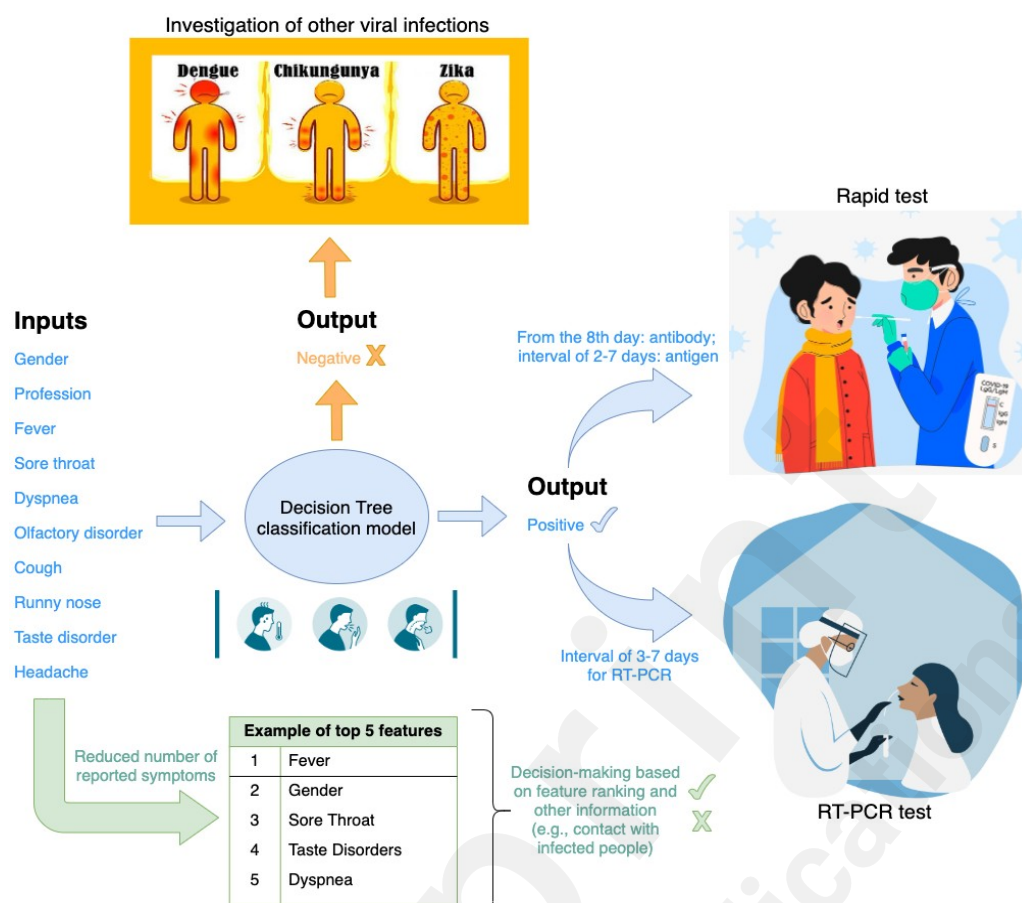 Investigation of other viral infections
Dengue
Chikungunya
Zika
Rapid test
Inputs
Gender
Profession
Fever
Sore throat
Dyspnea
Olfactory disorder
Cough
Runny nose
Taste disorder
Headache
Output
Negative
Decision Tree
classification model
From the 8th day: antibody;
interval of 2-7 days: antigen
COVID-19
IgG/IgM
C
IgG
IgM
S
Output
Positive
Interval of 3-7 days
for RT-PCR
RT-PCR test
Reduced number of
reported symptoms
Example of top 5 features
1 Fever
2 Gender
3 Sore Throat
4 Taste Disorders
5 Dyspnea
Decision-making based
on feature ranking and
other information
(e.g., contact with
infected people)